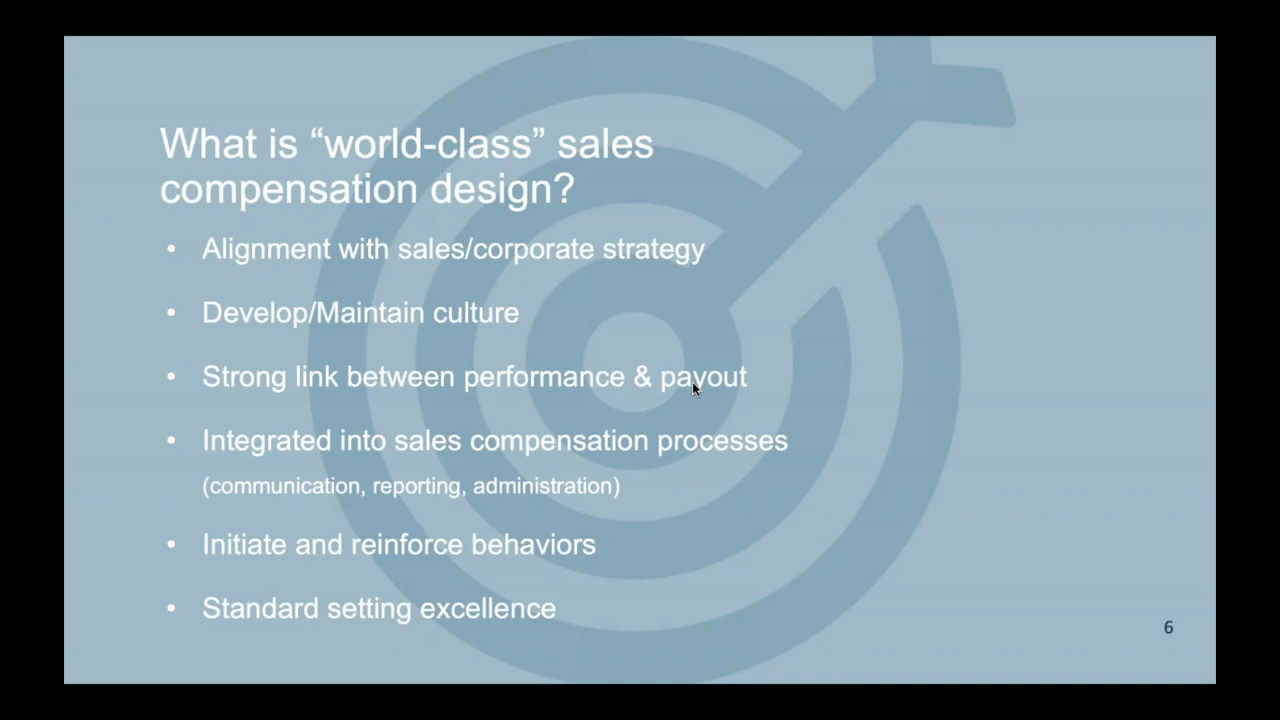 What is “world-class” sales
compensation design?
• Alignment with sales/corporate strategy
• Develop/Maintain culture
• Strong link between performance & payout
• Integrated into sales compensation processes
(communication, reporting, administration)
• Initiate and reinforce behaviors
• Standard setting excellence
6